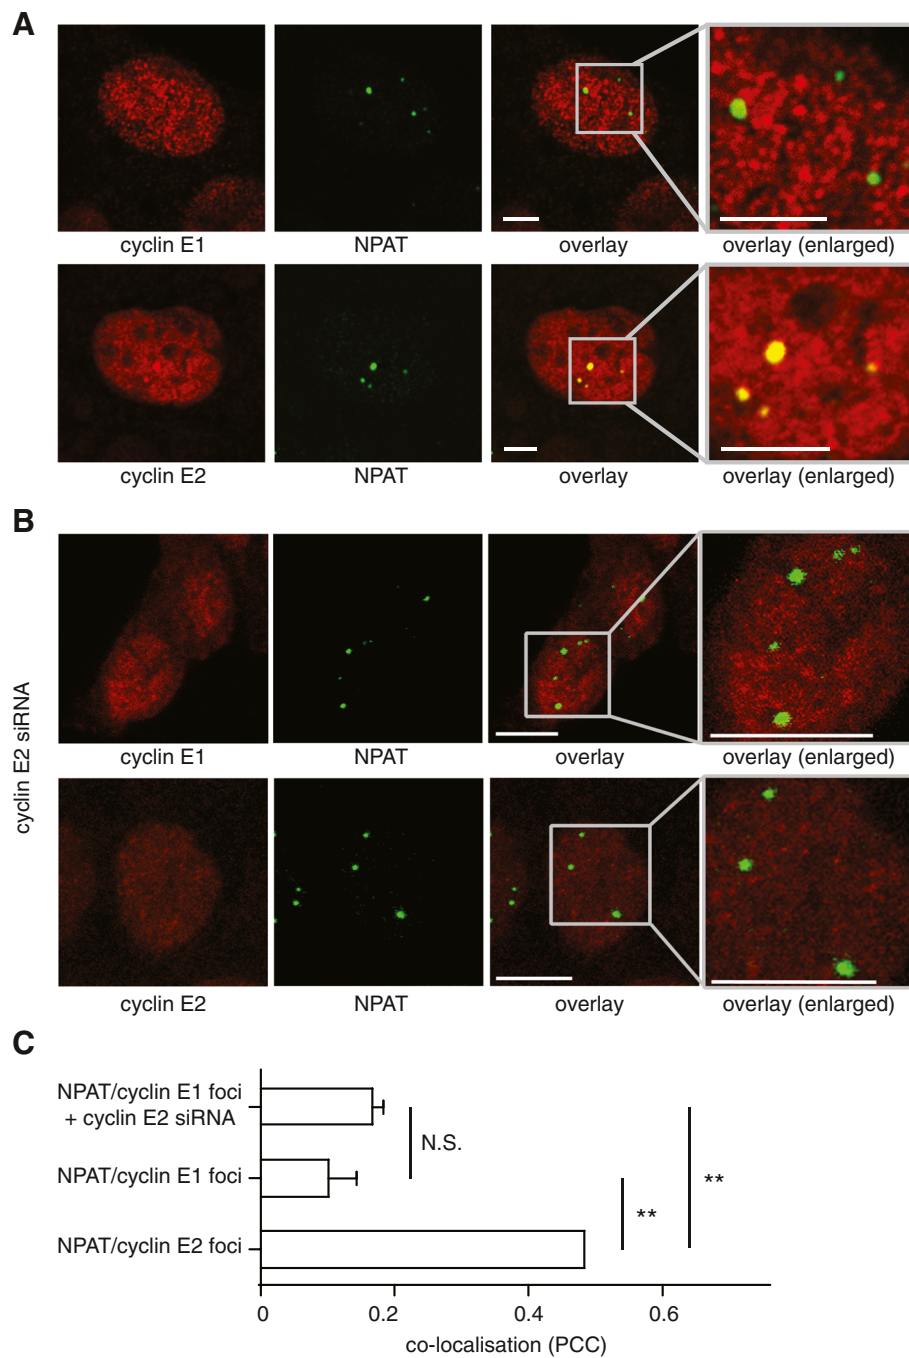 A
cyclin E1
NPAT
overlay
overlay (enlarged)
cyclin E2
NPAT
overlay
overlay (enlarged)
B
cyclin E2 siRNA
cyclin E1
NPAT
overlay
overlay (enlarged)
cyclin E2
NPAT
overlay
overlay (enlarged)
C
NPAT/cyclin E1 foci
+ cyclin E2 siRNA
NPAT/cyclin E1 foci
NPAT/cyclin E2 foci
N.S.
**
**
0 0.2 0.4 0.6
co-localisation (PCC)